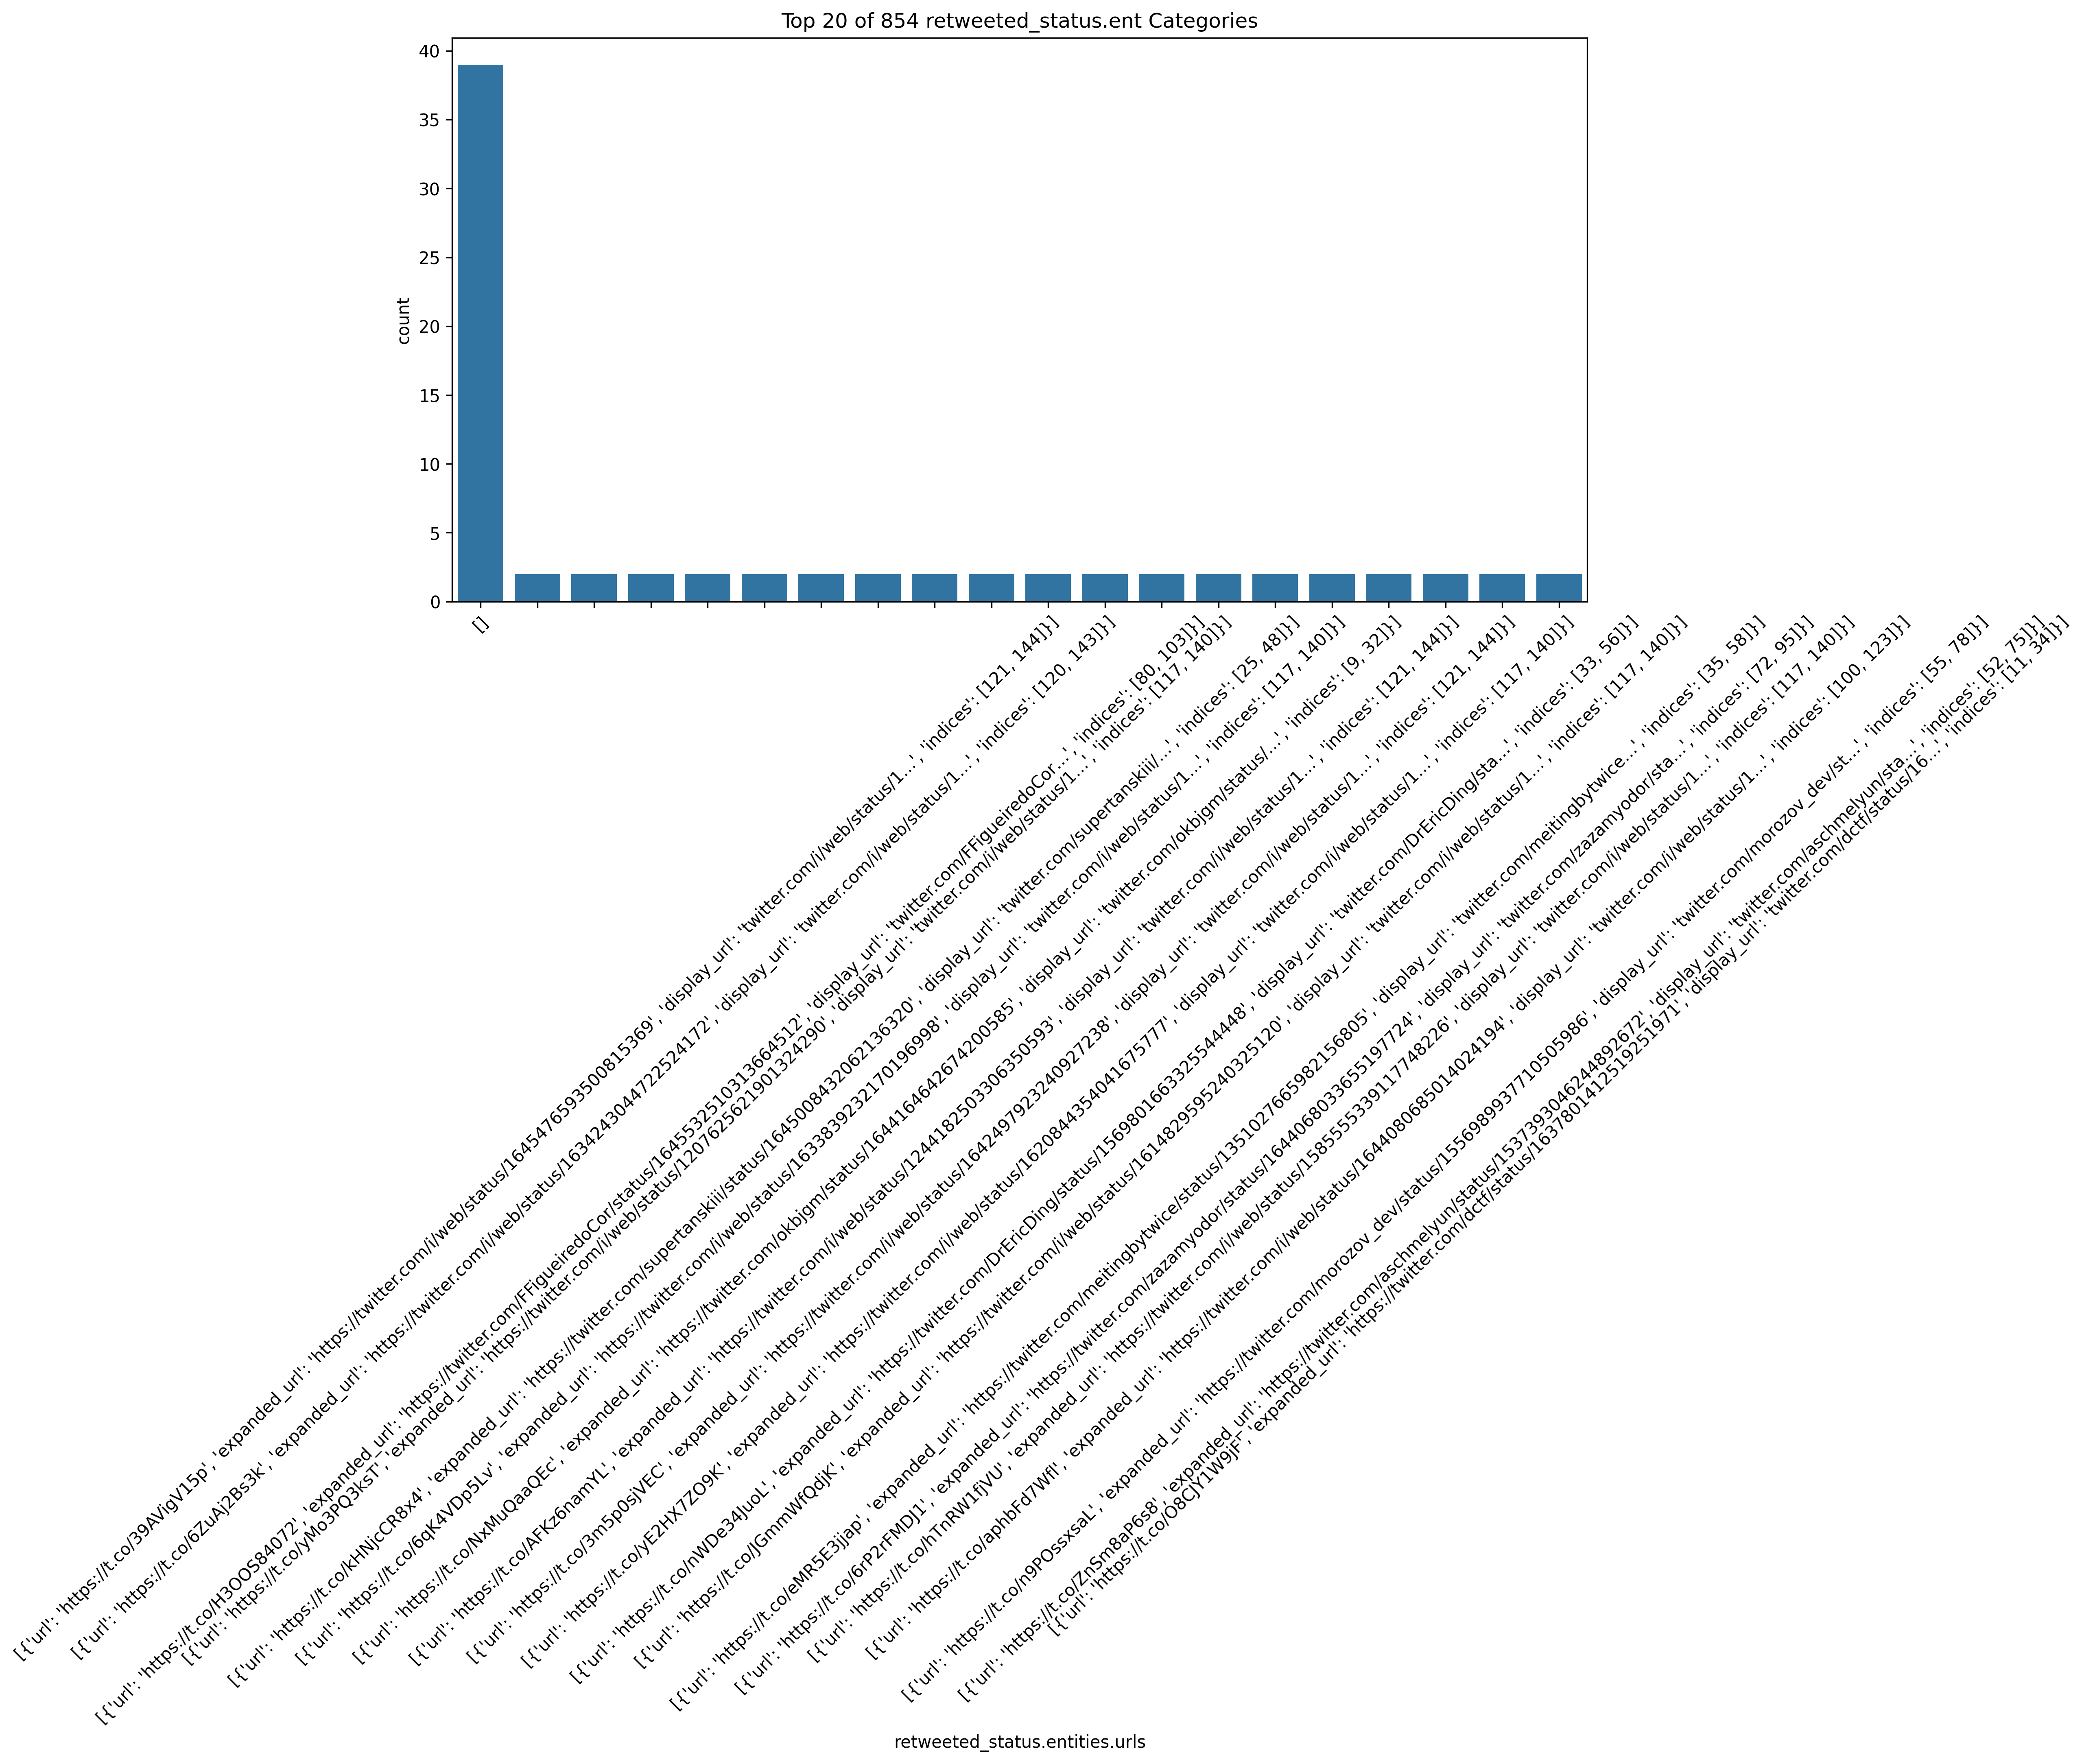 Top 20 of 854 retweeted_status.ent Categories
40
35
30
25
20
15
10
5
0
count
[]
[{'url': 'https://t.co/39AVigV15p', 'expanded_url': 'https://twitter.com/i/web/status/1645476593500815369', 'display_url': 'twitter.com/i/web/status/1…', 'indices': [121, 144]}]
[{'url': 'https://t.co/6ZuAj2Bs3k', 'expanded_url': 'https://twitter.com/i/web/status/1634243044722524172', 'display_url': 'twitter.com/i/web/status/1…', 'indices': [120, 143]}]
[{'url': 'https://t.co/H3OOS84072', 'expanded_url': 'https://twitter.com/FFigueiredoCor/status/1645532510313664512', 'display_url': 'twitter.com/FFigueiredoCor…', 'indices': [80, 103]}]
[{'url': 'https://t.co/yMo3PQ3ksT', 'expanded_url': 'https://twitter.com/i/web/status/1207625621901324290', 'display_url': 'twitter.com/i/web/status/1…', 'indices': [117, 140]}]
[{'url': 'https://t.co/kHNjcCR8x4', 'expanded_url': 'https://twitter.com/supertanskiii/status/1645008432062136320', 'display_url': 'twitter.com/supertanskiii/…', 'indices': [25, 48]}]
[{'url': 'https://t.co/6qK4VDp5Lv', 'expanded_url': 'https://twitter.com/i/web/status/1633839232170196998', 'display_url': 'twitter.com/i/web/status/1…', 'indices': [117, 140]}]
[{'url': 'https://t.co/NxMuQaaQEc', 'expanded_url': 'https://twitter.com/okbjgm/status/1644164642674200585', 'display_url': 'twitter.com/okbjgm/status/…', 'indices': [9, 32]}]
[{'url': 'https://t.co/AFKz6namYL', 'expanded_url': 'https://twitter.com/i/web/status/1244182503306350593', 'display_url': 'twitter.com/i/web/status/1…', 'indices': [121, 144]}]
[{'url': 'https://t.co/3m5p0sjVEC', 'expanded_url': 'https://twitter.com/i/web/status/1642497923240927238', 'display_url': 'twitter.com/i/web/status/1…', 'indices': [121, 144]}]
[{'url': 'https://t.co/yE2HX7ZO9K', 'expanded_url': 'https://twitter.com/i/web/status/1620844354041675777', 'display_url': 'twitter.com/i/web/status/1…', 'indices': [117, 140]}]
[{'url': 'https://t.co/nWDe34JuoL', 'expanded_url': 'https://twitter.com/DrEricDing/status/1569801663325544448', 'display_url': 'twitter.com/DrEricDing/sta…', 'indices': [33, 56]}]
[{'url': 'https://t.co/JGmmWfQdjK', 'expanded_url': 'https://twitter.com/i/web/status/1614829595240325120', 'display_url': 'twitter.com/i/web/status/1…', 'indices': [117, 140]}]
[{'url': 'https://t.co/eMR5E3jjap', 'expanded_url': 'https://twitter.com/meitingbytwice/status/1351027665982156805', 'display_url': 'twitter.com/meitingbytwice…', 'indices': [35, 58]}]
[{'url': 'https://t.co/6rP2rFMDJ1', 'expanded_url': 'https://twitter.com/zazamyodor/status/1644068033655197724', 'display_url': 'twitter.com/zazamyodor/sta…', 'indices': [72, 95]}]
[{'url': 'https://t.co/hTnRW1fjVU', 'expanded_url': 'https://twitter.com/i/web/status/1585555339117748226', 'display_url': 'twitter.com/i/web/status/1…', 'indices': [117, 140]}]
[{'url': 'https://t.co/aphbFd7Wfl', 'expanded_url': 'https://twitter.com/i/web/status/1644080685014024194', 'display_url': 'twitter.com/i/web/status/1…', 'indices': [100, 123]}]
[{'url': 'https://t.co/n9POssxsaL', 'expanded_url': 'https://twitter.com/morozov_dev/status/1556989937710505986', 'display_url': 'twitter.com/morozov_dev/st…', 'indices': [55, 78]}]
[{'url': 'https://t.co/ZnSm8aP6s8', 'expanded_url': 'https://twitter.com/aschmelyun/status/1537393046244892672', 'display_url': 'twitter.com/aschmelyun/sta…', 'indices': [52, 75]}]
[{'url': 'https://t.co/O8CJY1W9jF', 'expanded_url': 'https://twitter.com/dctf/status/1637801412519251971', 'display_url': 'twitter.com/dctf/status/16…', 'indices': [11, 34]}]
retweeted_status.entities.urls